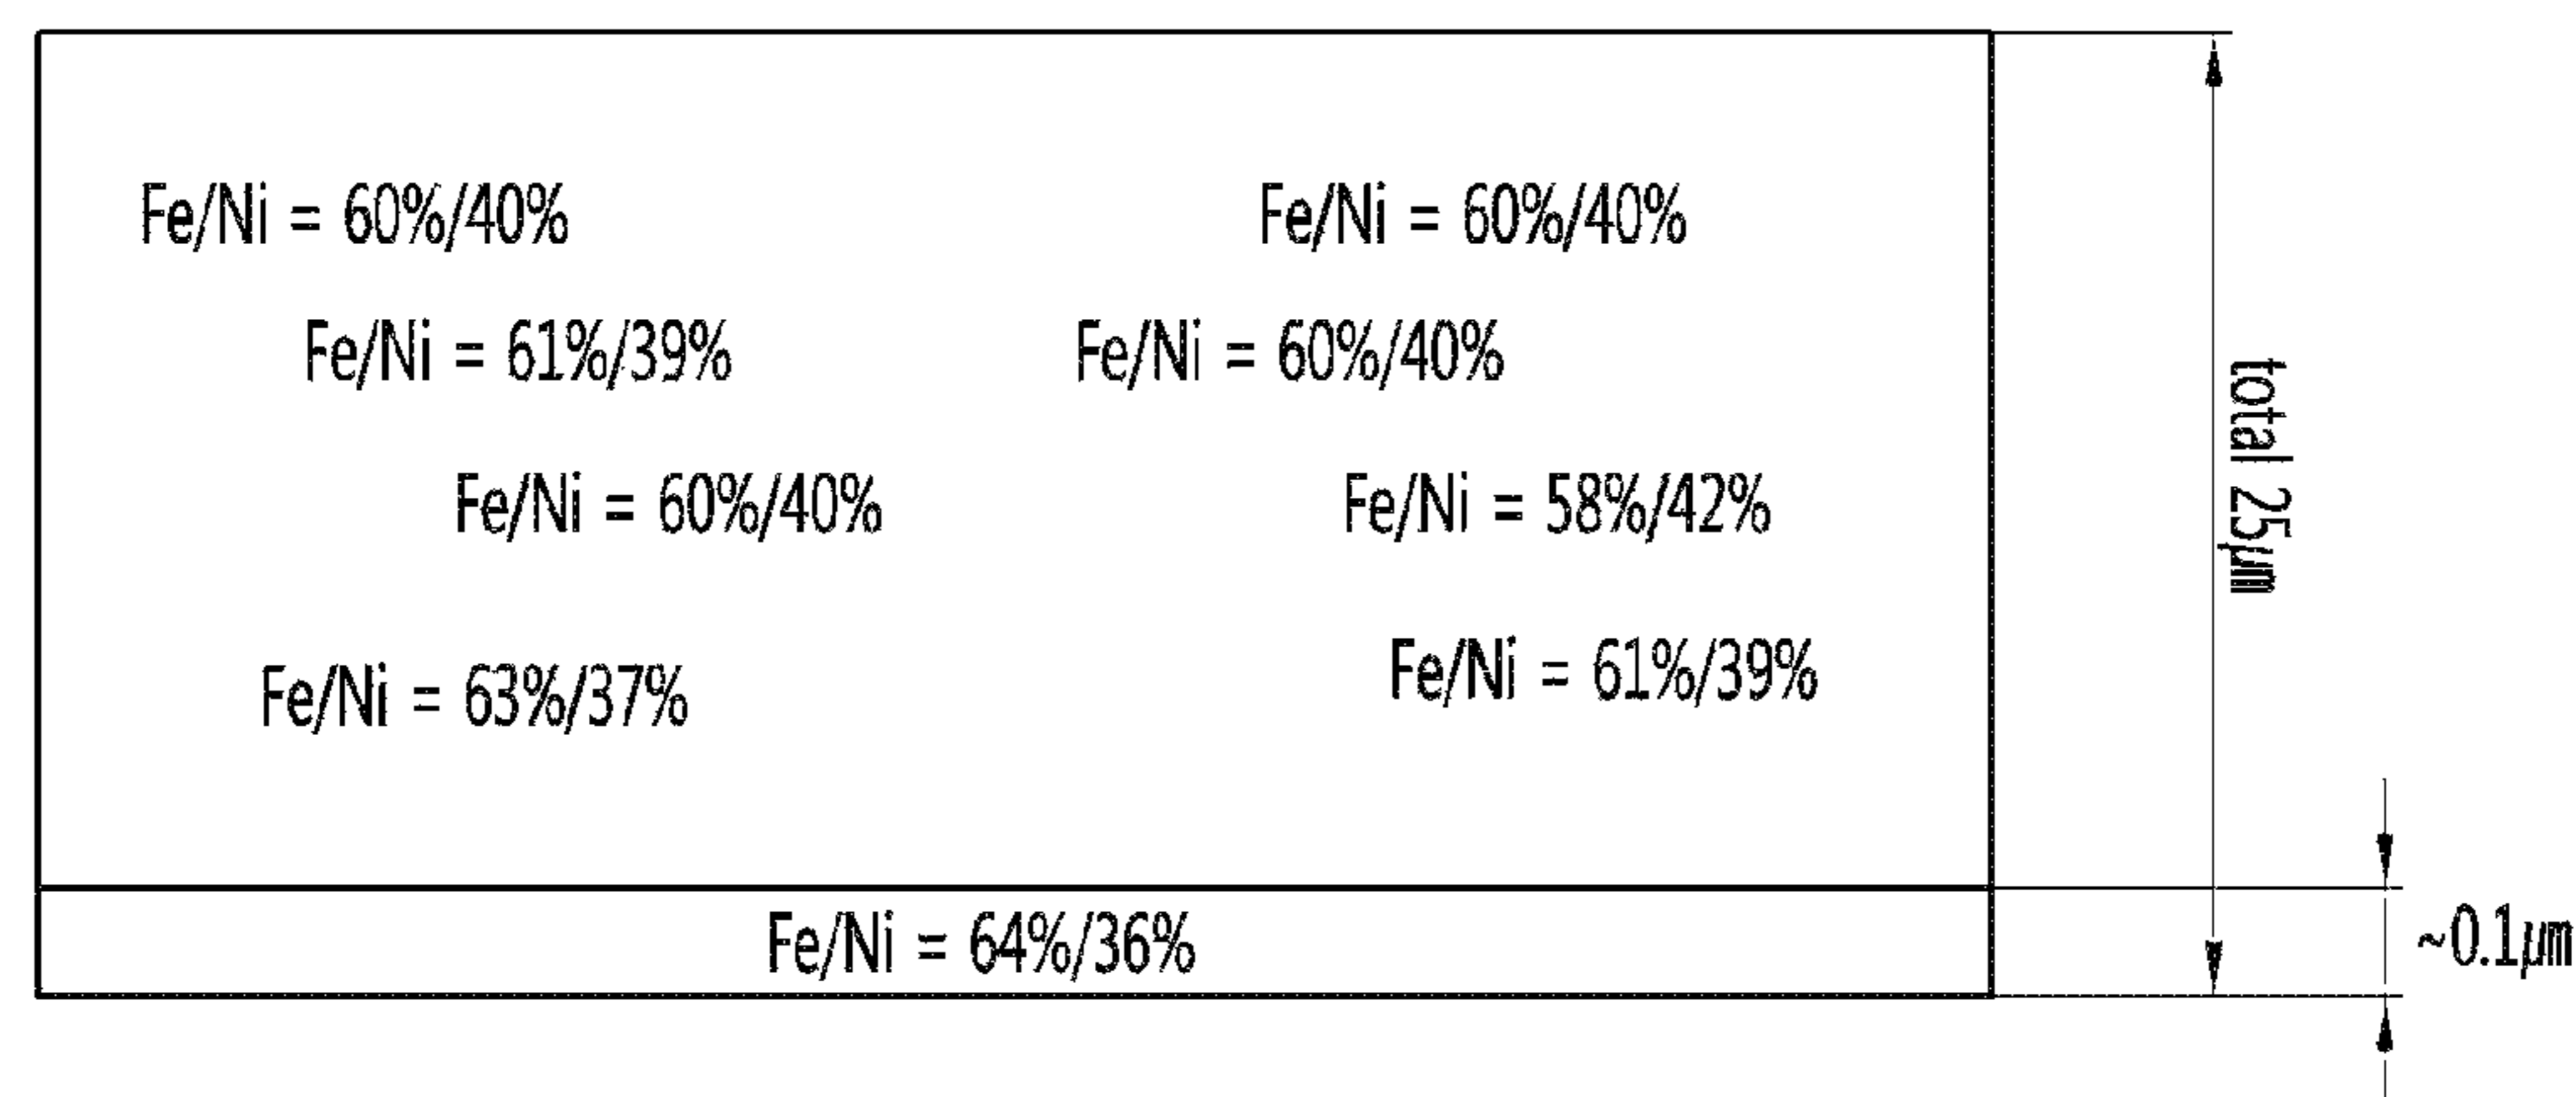 Fe/Ni = 60%/40%
Fe/Ni = 60%/40%
Fe/Ni = 61%/39%
Fe/Ni = 60%/40%
Fe/Ni = 60%/40%
Fe/Ni = 58%/42%
Fe/Ni = 63%/37%
Fe/Ni = 61%/39%
Fe/Ni = 64%/36%
total 25μm
~0.1μm